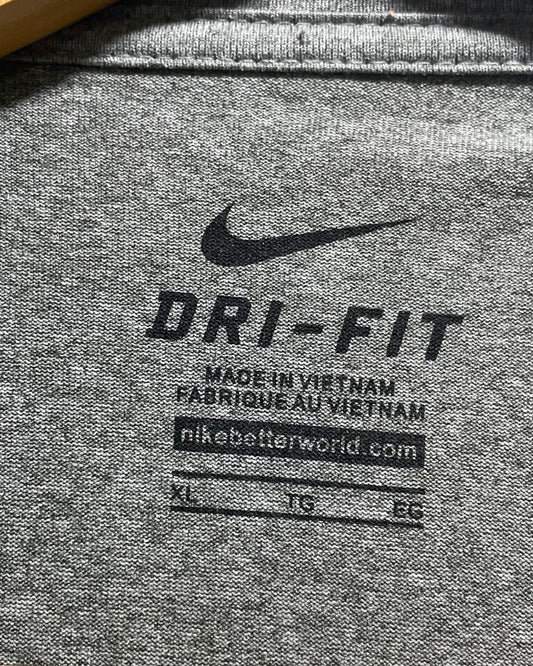 DRI-FIT
MADE IN VIETNAM
FABRIQUE AU VIETNAM
nikebetterworld.com
XL TG EG